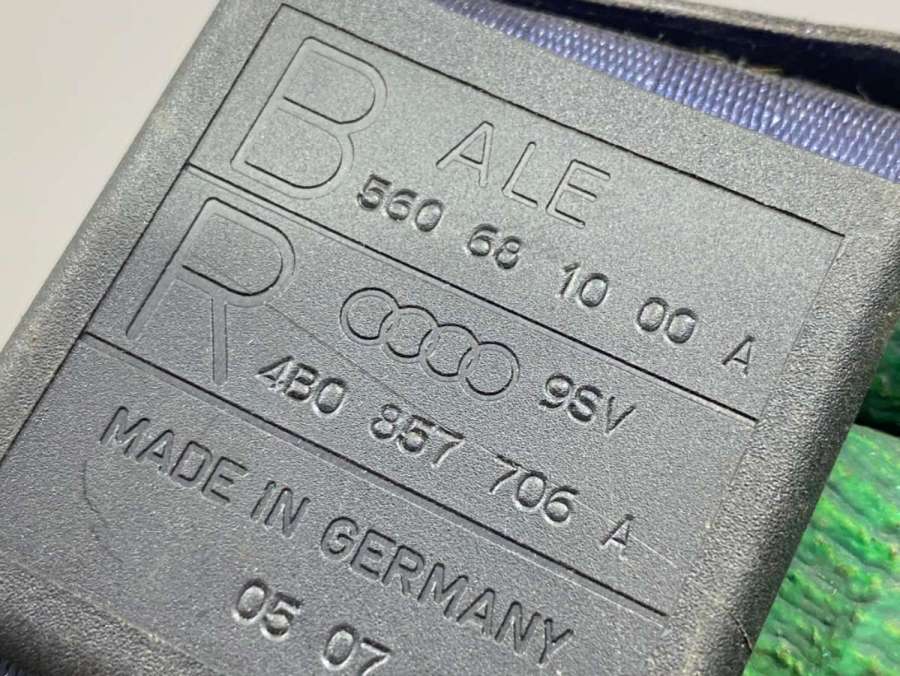 B ALE
560 68 10 00 A
R 9SV
4B0 857 706 A
MADE IN GERMANY
05 07